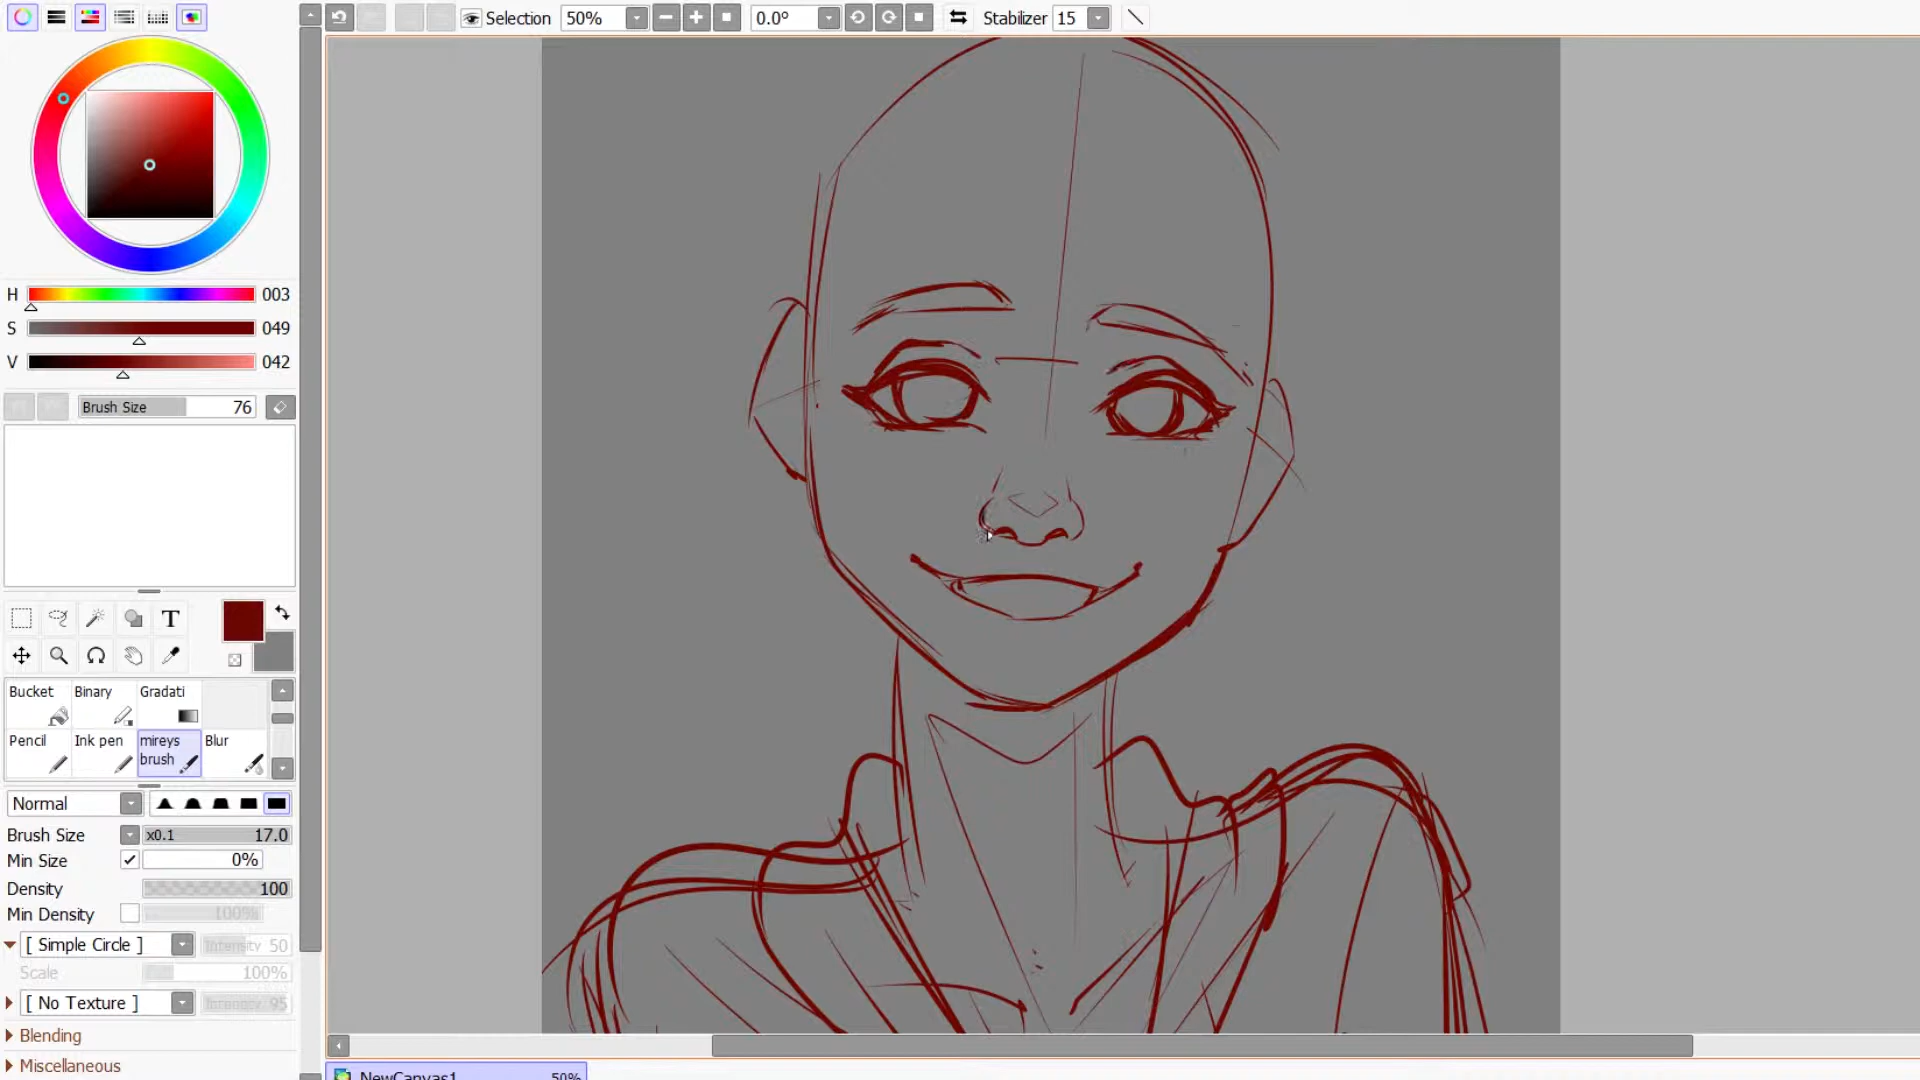 Selection 50% 0.0° Stabilizer 15
H 003
S 049
V 042
Brush Size 76
T
Bucket Binary Gradati
Pencil Ink pen mireys brush Blur
Normal
Brush Size x0.1 17.0
Min Size 0%
Density 100
Min Density 100%
[ Simple Circle ] Intensity 50
Scale 100%
[ No Texture ] Intensity 95
Blending
Miscellaneous
NewCanvas1 50%